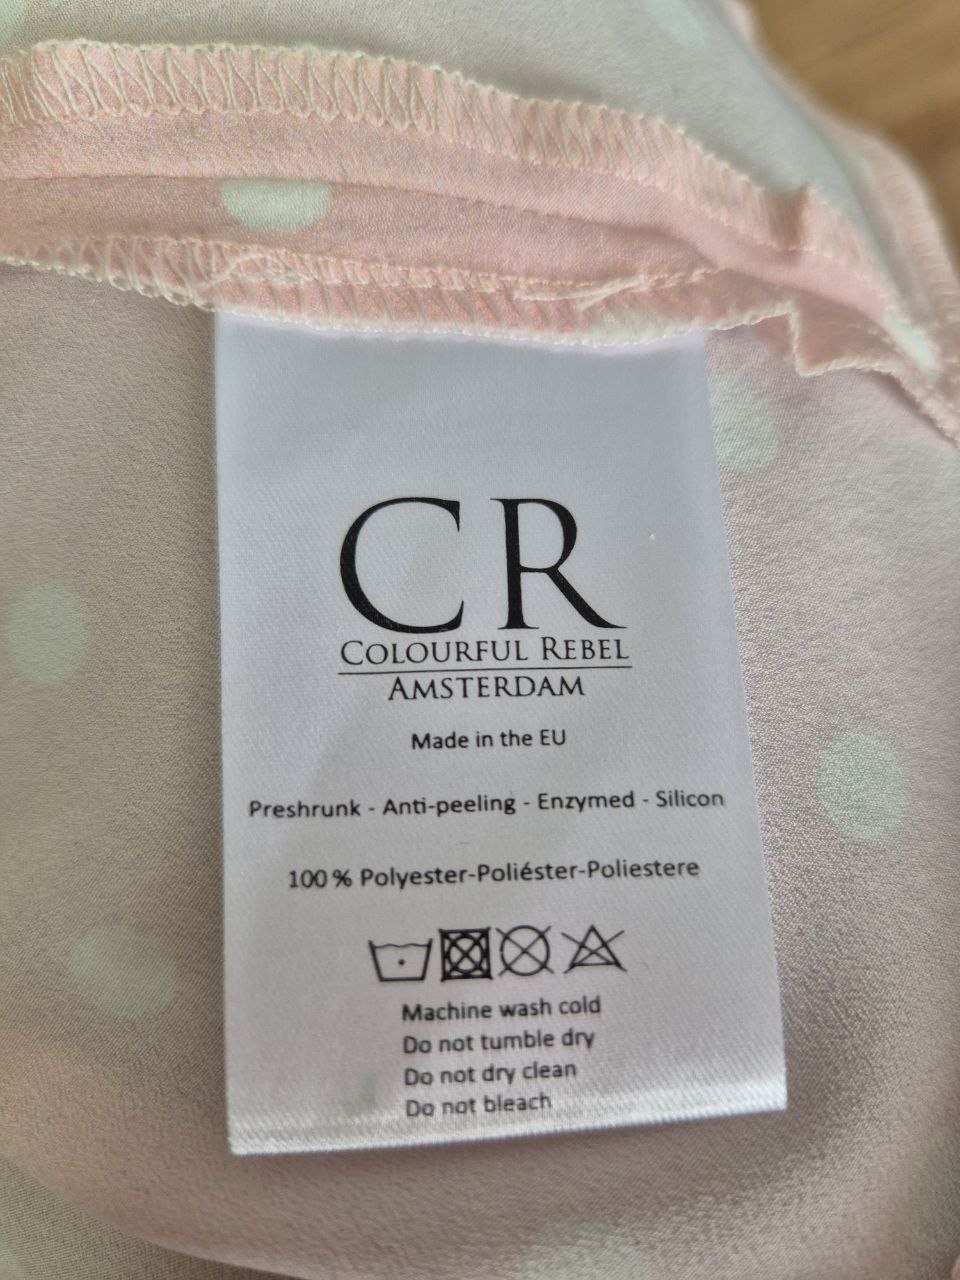 CR
COLOURFUL REBEL
AMSTERDAM
Made in the EU
Preshrunk - Anti-peeling - Enzymed - Silicon
100 % Polyester-Poliéster-Poliestere
Machine wash cold
Do not tumble dry
Do not dry clean
Do not bleach